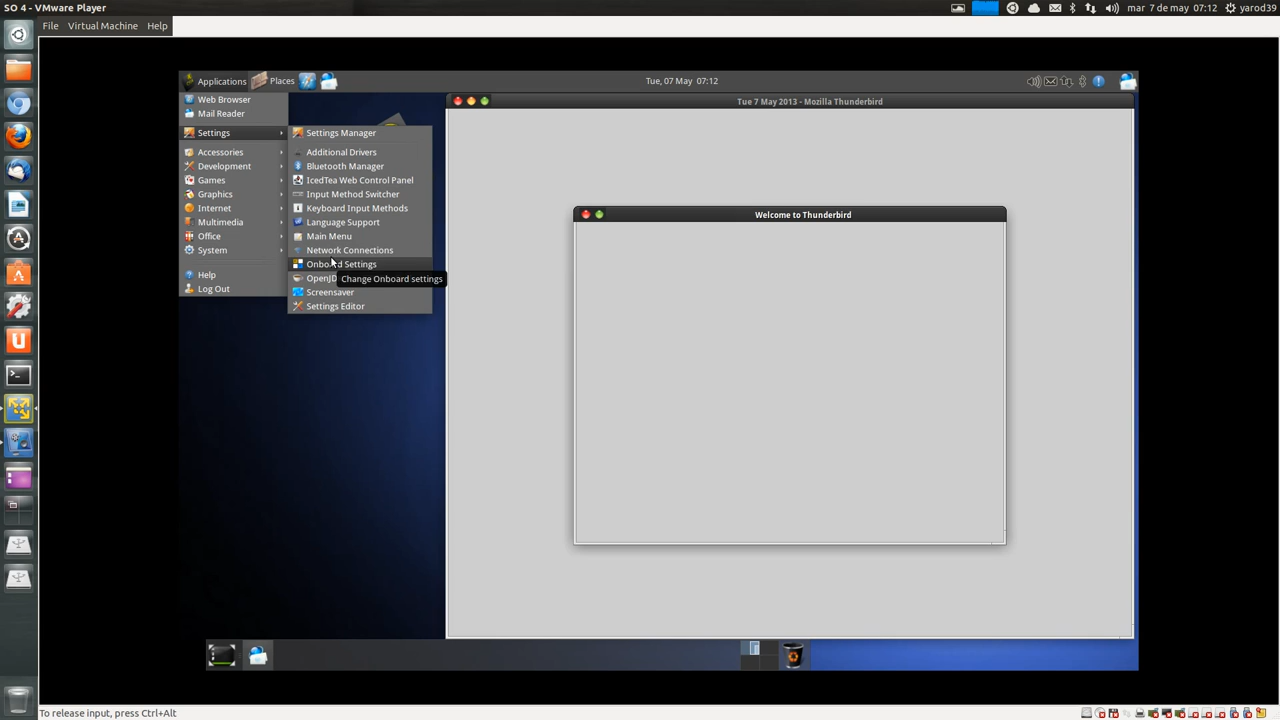 SO 4 - VMware Player
mar 7 de may 07:12
yarod39
File Virtual Machine Help
Applications Places
Tue, 07 May 07:12
Web Browser
Mail Reader
Settings
Accessories
Development
Games
Graphics
Internet
Multimedia
Office
System
Help
Log Out
Settings Manager
Additional Drivers
Bluetooth Manager
IcedTea Web Control Panel
Input Method Switcher
Keyboard Input Methods
Language Support
Main Menu
Network Connections
Onboard Settings
OpenJD
Change Onboard settings
Screensaver
Settings Editor
Tue 7 May 2013 - Mozilla Thunderbird
Welcome to Thunderbird
To release input, press Ctrl+Alt